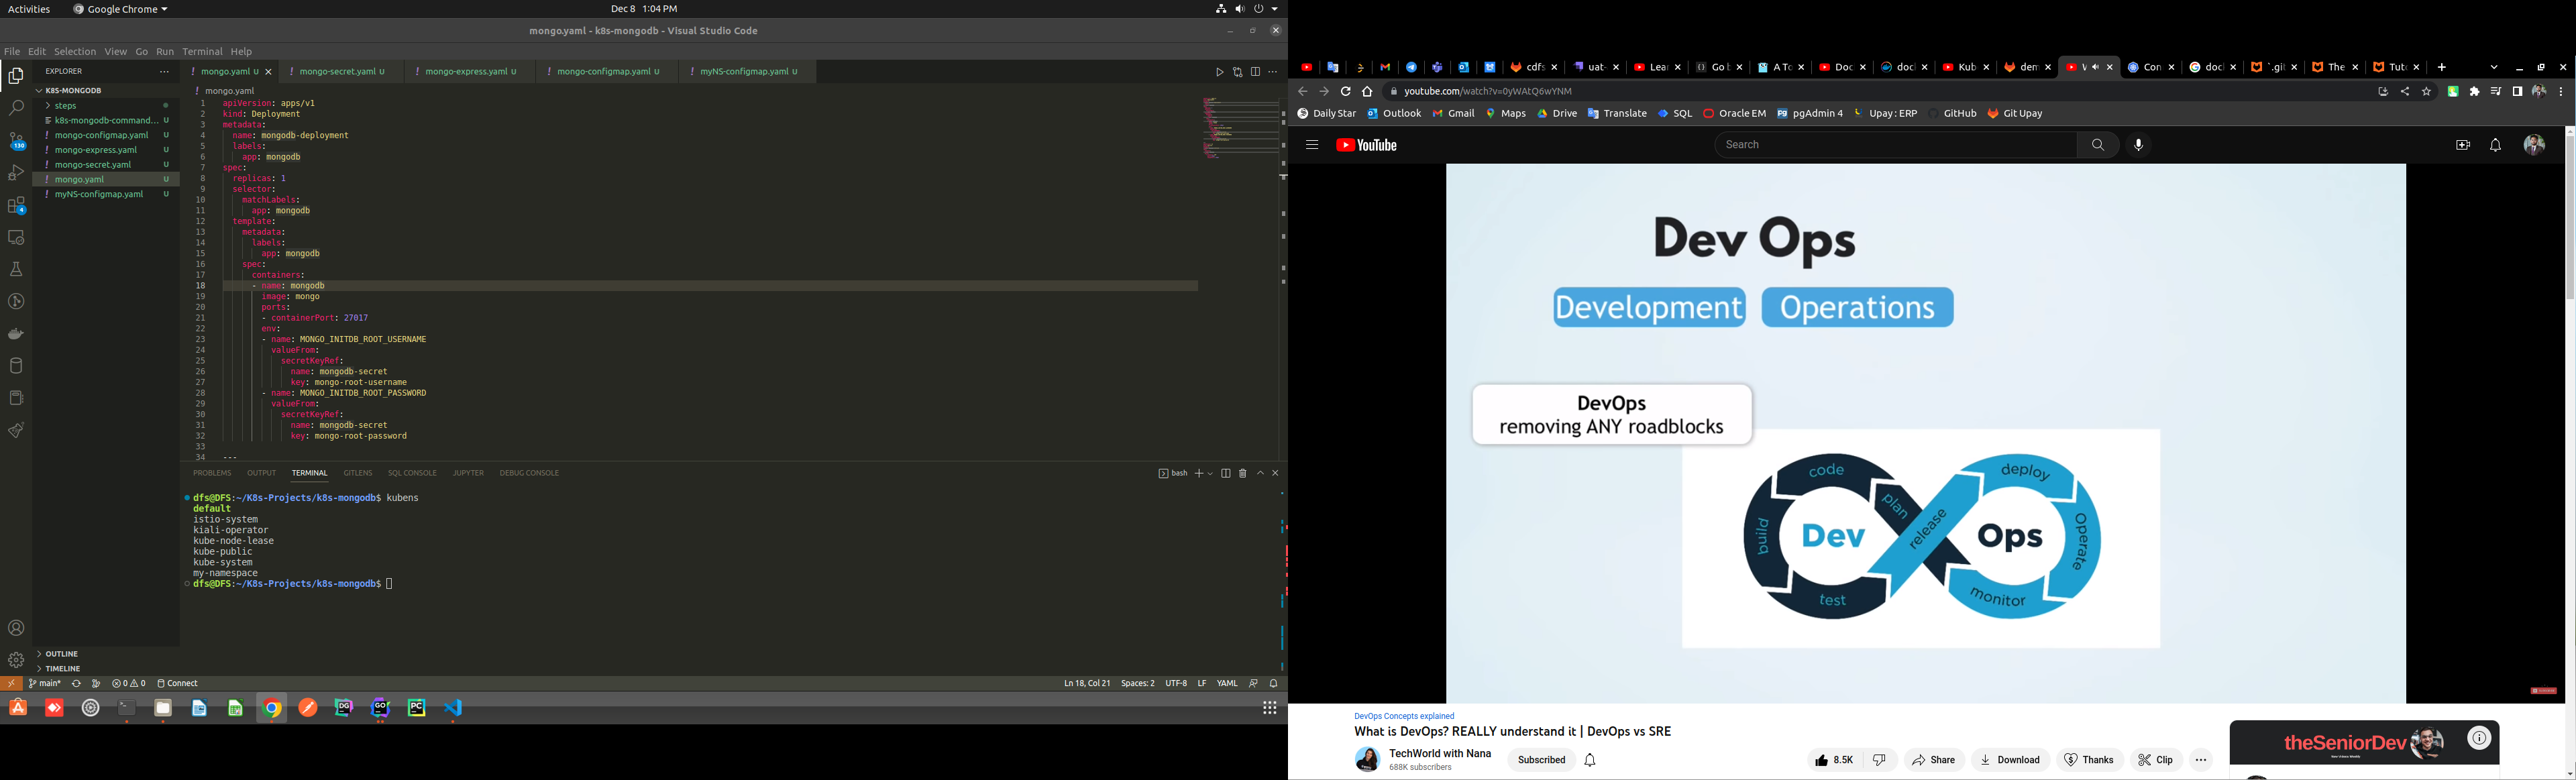 Activities
Google Chrome
Dec 8 1:04 PM
mongo.yaml - k8s-mongodb - Visual Studio Code
File Edit Selection View Go Run Terminal Help
EXPLORER
K8S-MONGODB
steps
k8s-mongodb-command... U
mongo-configmap.yaml U
mongo-express.yaml U
mongo-secret.yaml U
mongo.yaml U
myNS-configmap.yaml U
130
4
OUTLINE
TIMELINE
! mongo.yaml U
! mongo-secret.yaml U
! mongo-express.yaml U
! mongo-configmap.yaml U
! myNS-configmap.yaml U
! mongo.yaml
1 apiVersion: apps/v1
2 kind: Deployment
3 metadata:
4 name: mongodb-deployment
5 labels:
6 app: mongodb
7 spec:
8 replicas: 1
9 selector:
10 matchLabels:
11 app: mongodb
12 template:
13 metadata:
14 labels:
15 app: mongodb
16 spec:
17 containers:
18 - name: mongodb
19 image: mongo
20 ports:
21 - containerPort: 27017
22 env:
23 - name: MONGO_INITDB_ROOT_USERNAME
24 valueFrom:
25 secretKeyRef:
26 name: mongodb-secret
27 key: mongo-root-username
28 - name: MONGO_INITDB_ROOT_PASSWORD
29 valueFrom:
30 secretKeyRef:
31 name: mongodb-secret
32 key: mongo-root-password
33
34 ---
PROBLEMS OUTPUT TERMINAL GITLENS SQL CONSOLE JUPYTER DEBUG CONSOLE
bash
dfs@DFS:~/K8s-Projects/k8s-mongodb$ kubens
default
istio-system
kiali-operator
kube-node-lease
kube-public
kube-system
my-namespace
dfs@DFS:~/K8s-Projects/k8s-mongodb$
main* 0 0 Connect
Ln 18, Col 21 Spaces: 2 UTF-8 LF YAML
DG GO PC
cdfs uat- Lear Go b A To Doc doci Kub dem Con doci `.git The Tuto
youtube.com/watch?v=0yWAtQ6wYNM
Daily Star Outlook Gmail Maps Drive Translate SQL Oracle EM pgAdmin 4 Upay : ERP GitHub Git Upay
YouTube
Search
Dev Ops
Development Operations
DevOps
removing ANY roadblocks
code
plan
build
Dev
test
release
deploy
Ops
Operate
monitor
DevOps Concepts explained
What is DevOps? REALLY understand it | DevOps vs SRE
TechWorld with Nana
688K subscribers
Subscribed
8.5K
Share
Download
Thanks
Clip
theSeniorDev